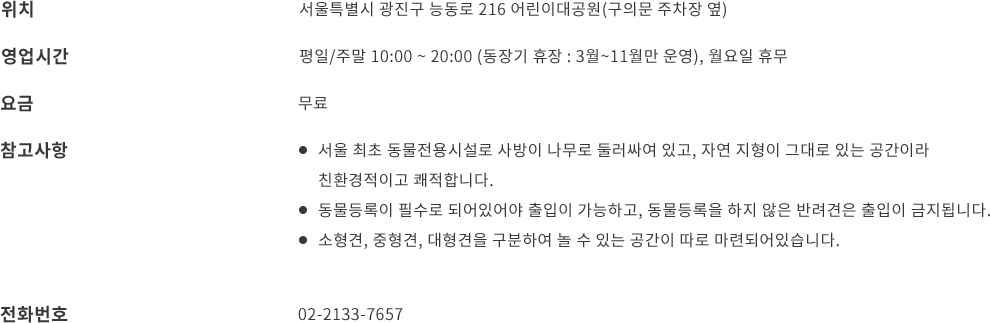 위치 서울특별시 광진구 능동로 216 어린이대공원(구의문 주차장 옆)
영업시간 평일/주말 10:00 ~ 20:00 (동장기 휴장 : 3월~11월만 운영), 월요일 휴무
요금 무료
참고사항 ● 서울 최초 동물전용시설로 사방이 나무로 둘러싸여 있고, 자연 지형이 그대로 있는 공간이라
친환경적이고 쾌적합니다.
● 동물등록이 필수로 되어있어야 출입이 가능하고, 동물등록을 하지 않은 반려견은 출입이 금지됩니다.
● 소형견, 중형견, 대형견을 구분하여 놀 수 있는 공간이 따로 마련되어있습니다.
전화번호 02-2133-7657